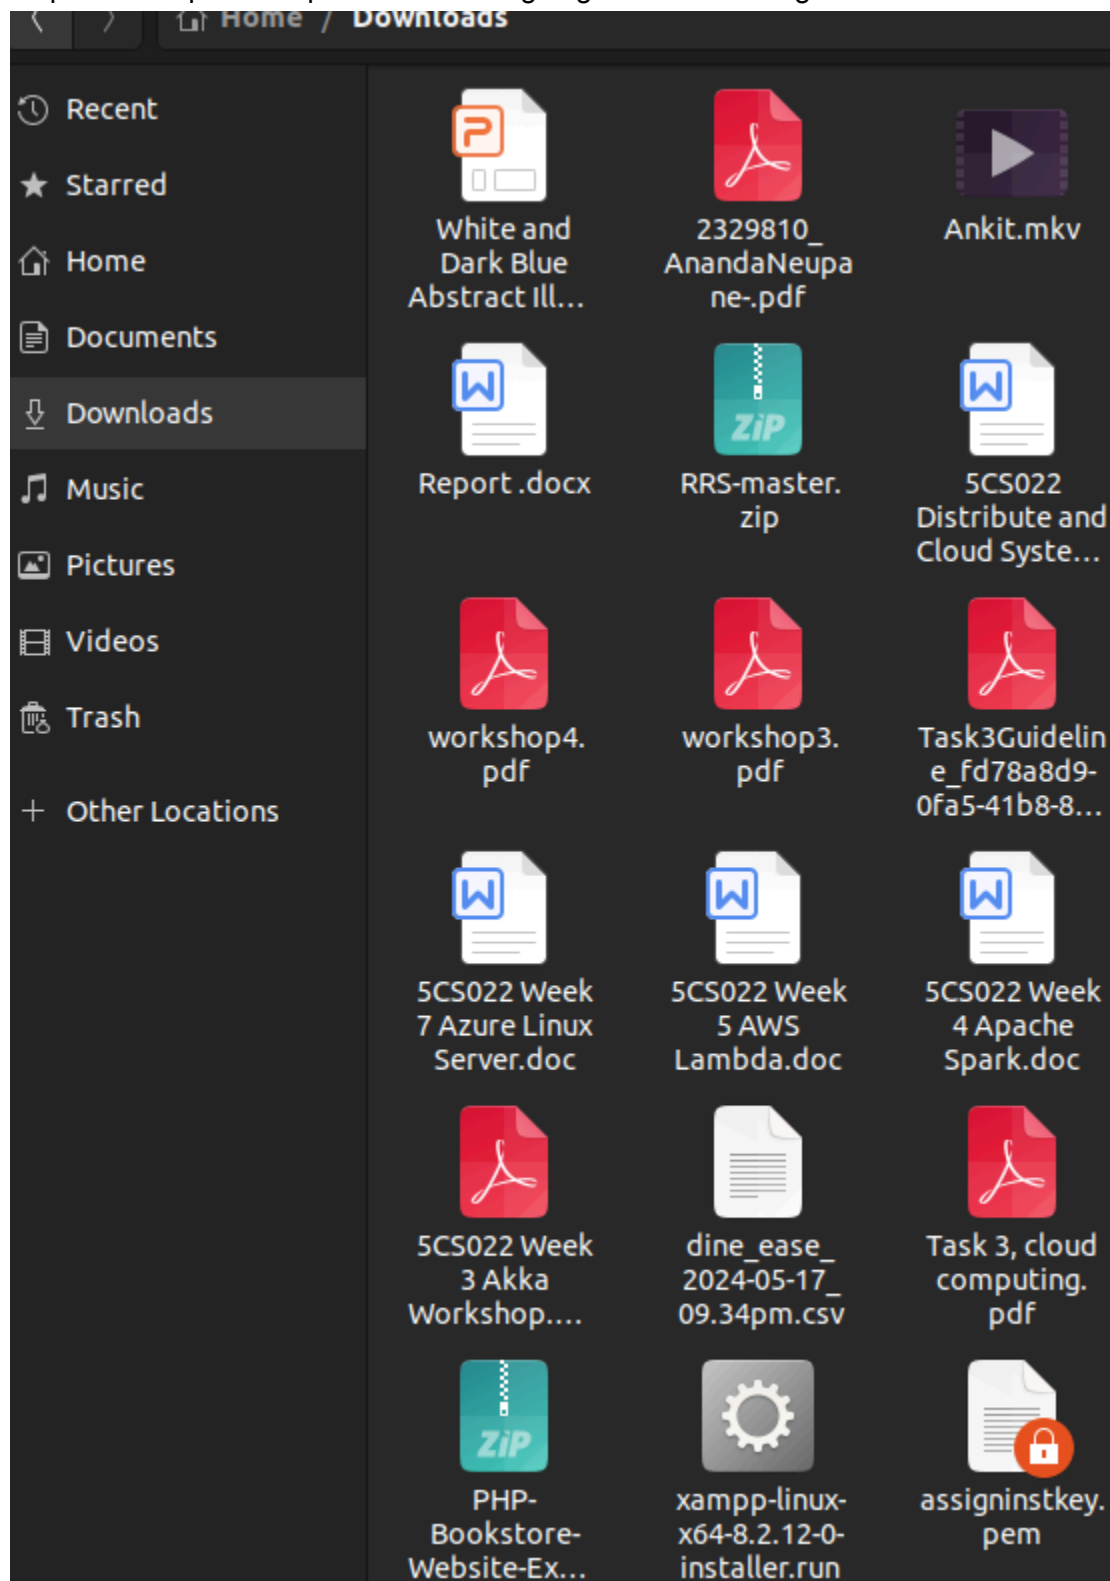 Home / Downloads
Recent
Starred
Home
Documents
Downloads
Music
Pictures
Videos
Trash
Other Locations
White and
Dark Blue
Abstract Ill...
2329810_
AnandaNeupa
ne-.pdf
Ankit.mkv
Report .docx
ZiP
RRS-master.
zip
5CS022
Distribute and
Cloud Syste...
workshop4.
pdf
workshop3.
pdf
Task3Guidelin
e_fd78a8d9-
0fa5-41b8-8...
5CS022 Week
7 Azure Linux
Server.doc
5CS022 Week
5 AWS
Lambda.doc
5CS022 Week
4 Apache
Spark.doc
5CS022 Week
3 Akka
Workshop....
dine_ease_
2024-05-17_
09.34pm.csv
Task 3, cloud
computing.
pdf
ZiP
PHP-
Bookstore-
Website-Ex...
xampp-linux-
x64-8.2.12-0-
installer.run
assigninstkey.
pem